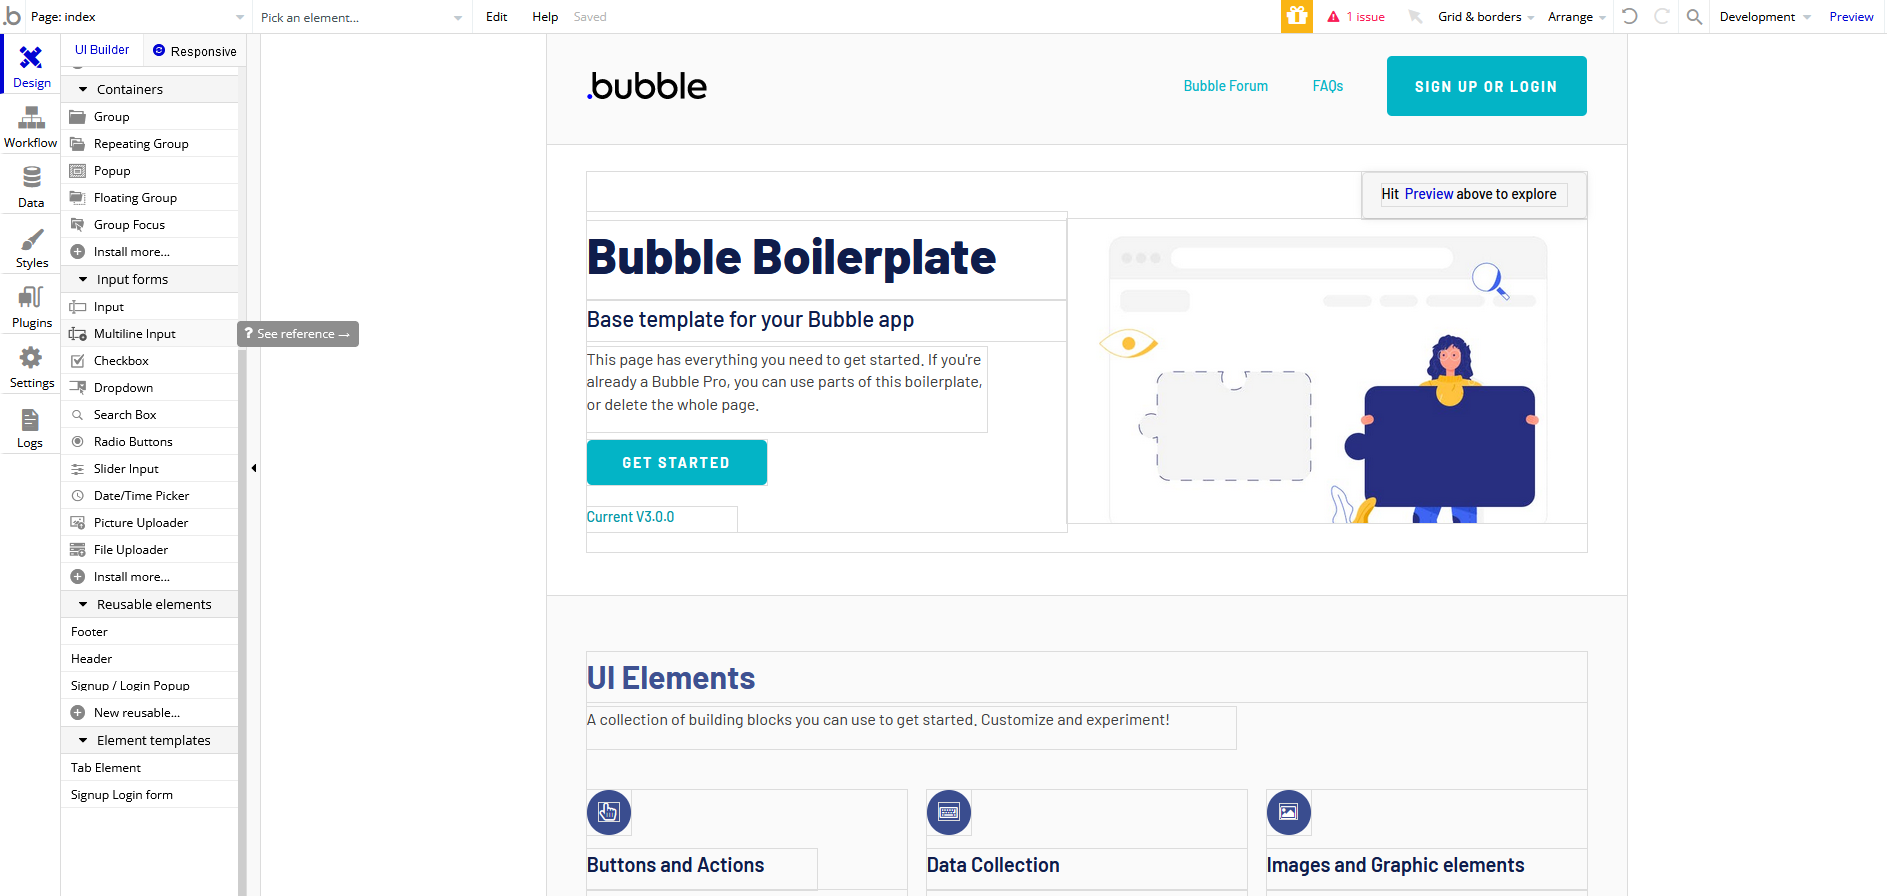 Page: index
Pick an element...
Edit
Help
Saved
1 issue
Grid & borders
Arrange
Development
Preview
UI Builder
Responsive
Design
Workflow
Data
Styles
Plugins
Settings
Logs
Containers
Group
Repeating Group
Popup
Floating Group
Group Focus
Install more...
Input forms
Input
Multiline Input
? See reference →
Checkbox
Dropdown
Search Box
Radio Buttons
Slider Input
Date/Time Picker
Picture Uploader
File Uploader
Install more...
Reusable elements
Footer
Header
Signup / Login Popup
New reusable...
Element templates
Tab Element
Signup Login form
.bubble
Bubble Forum
FAQs
SIGN UP OR LOGIN
Hit Preview above to explore
Bubble Boilerplate
Base template for your Bubble app
This page has everything you need to get started. If you're
already a Bubble Pro, you can use parts of this boilerplate,
or delete the whole page.
GET STARTED
Current V3.0.0
UI Elements
A collection of building blocks you can use to get started. Customize and experiment!
Buttons and Actions
Data Collection
Images and Graphic elements